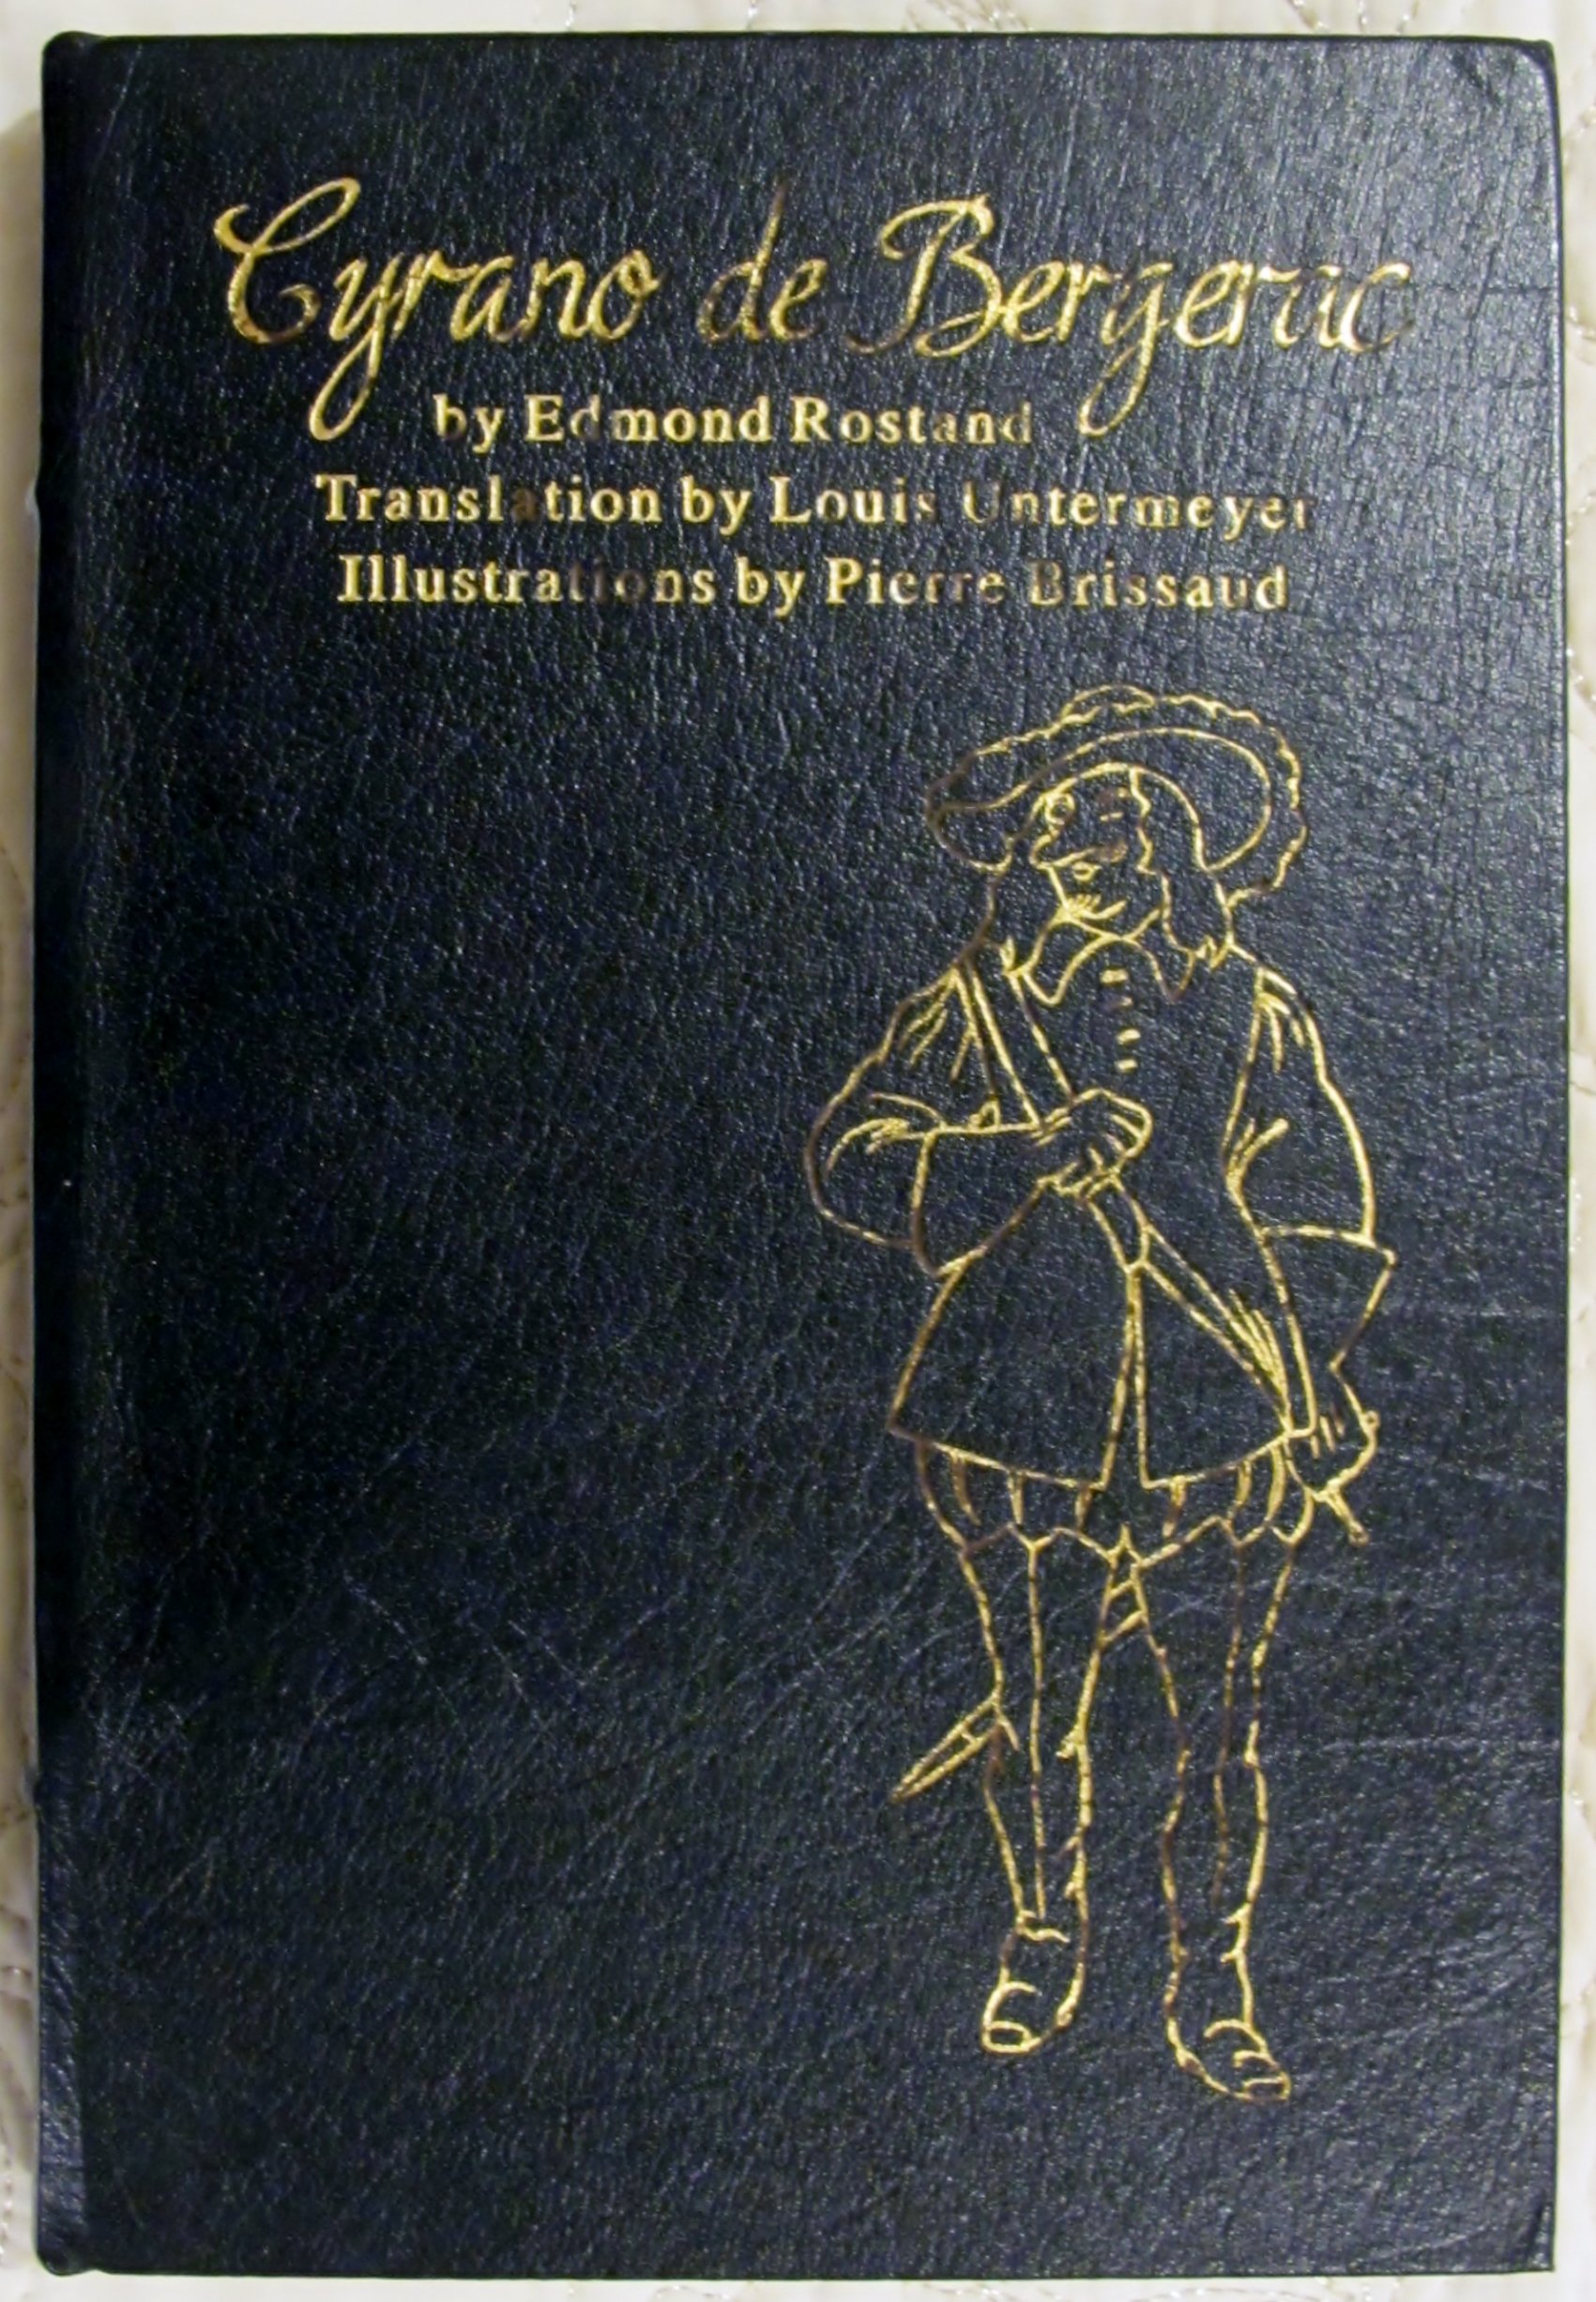 Cyrano de Bergerac
by Edmond Rostand
Translation by Louis Untermeyer
Illustrations by Pierre Brissaud